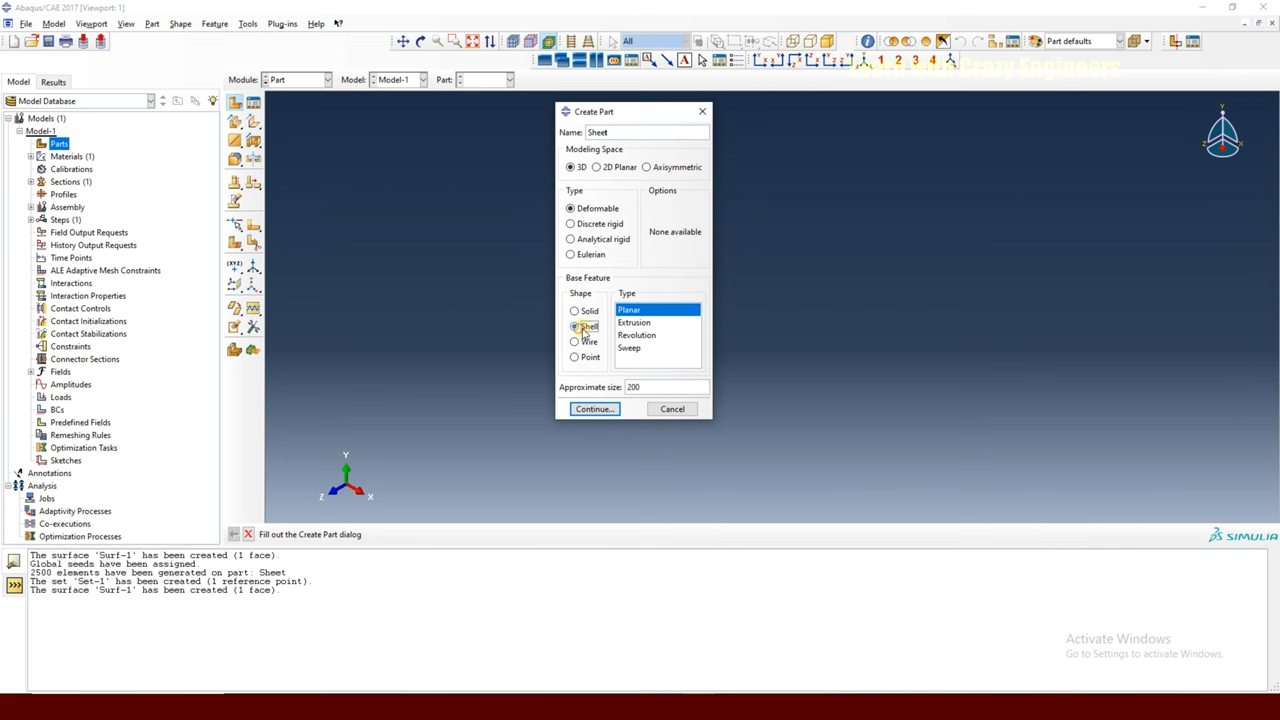 Abaqus/CAE 2017 [Viewport: 1]
File Model Viewport View Part Shape Feature Tools Plug-ins Help
All
Part defaults
1 2 3 4
Crazy Engineers
Model Results
Module: Part Model: Model-1 Part:
Model Database
Models (1)
Model-1
Parts
Materials (1)
Calibrations
Sections (1)
Profiles
Assembly
Steps (1)
Field Output Requests
History Output Requests
Time Points
ALE Adaptive Mesh Constraints
Interactions
Interaction Properties
Contact Controls
Contact Initializations
Contact Stabilizations
Constraints
Connector Sections
Fields
Amplitudes
Loads
BCs
Predefined Fields
Remeshing Rules
Optimization Tasks
Sketches
Annotations
Analysis
Jobs
Adaptivity Processes
Co-executions
Optimization Processes
(XYZ)
Create Part
Name: Sheet
Modeling Space
3D 2D Planar Axisymmetric
Type
Deformable
Discrete rigid
Analytical rigid
Eulerian
Options
None available
Base Feature
Shape
Solid
Shell
Wire
Point
Type
Planar
Extrusion
Revolution
Sweep
Approximate size: 200
Continue... Cancel
Y
Z X
Y
Z X
Fill out the Create Part dialog
SIMULIA
The surface 'Surf-1' has been created (1 face).
Global seeds have been assigned.
2500 elements have been generated on part: Sheet
The set 'Set-1' has been created (1 reference point).
The surface 'Surf-1' has been created (1 face).
>>>
Activate Windows
Go to Settings to activate Windows.